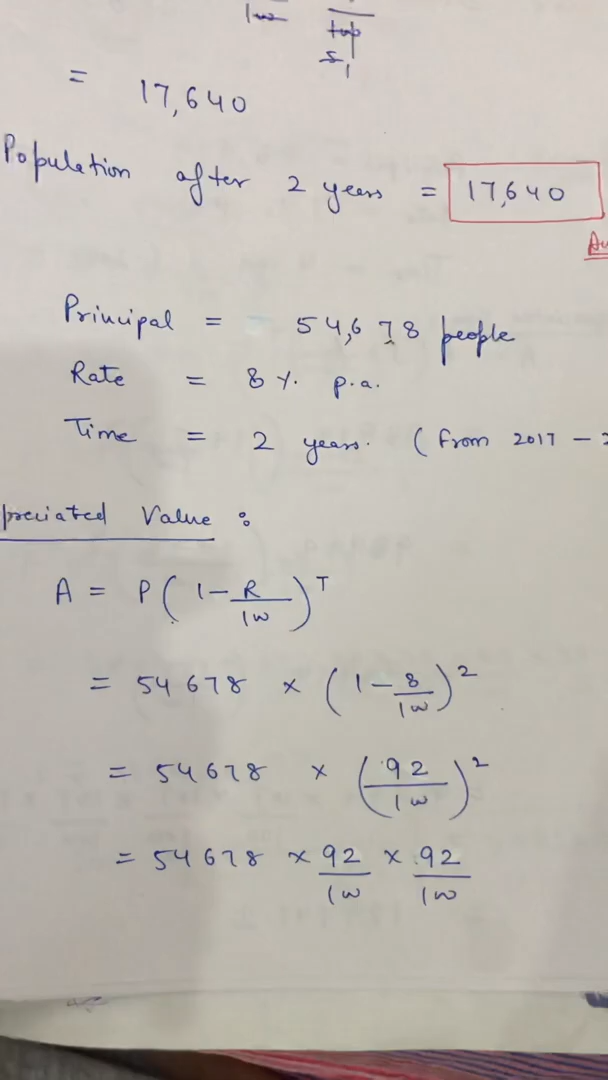 = 17,640
Population after 2 years = 17,640
Principal = 54,678 people
Rate = 8 %. p.a.
Time = 2 years. (From 2017 –
preciated Value :
A = P ( 1 - R/100 )^T
= 54678 × ( 1 - 8/100 )^2
= 54678 × ( 92/100 )^2
= 54678 × 92/100 × 92/100